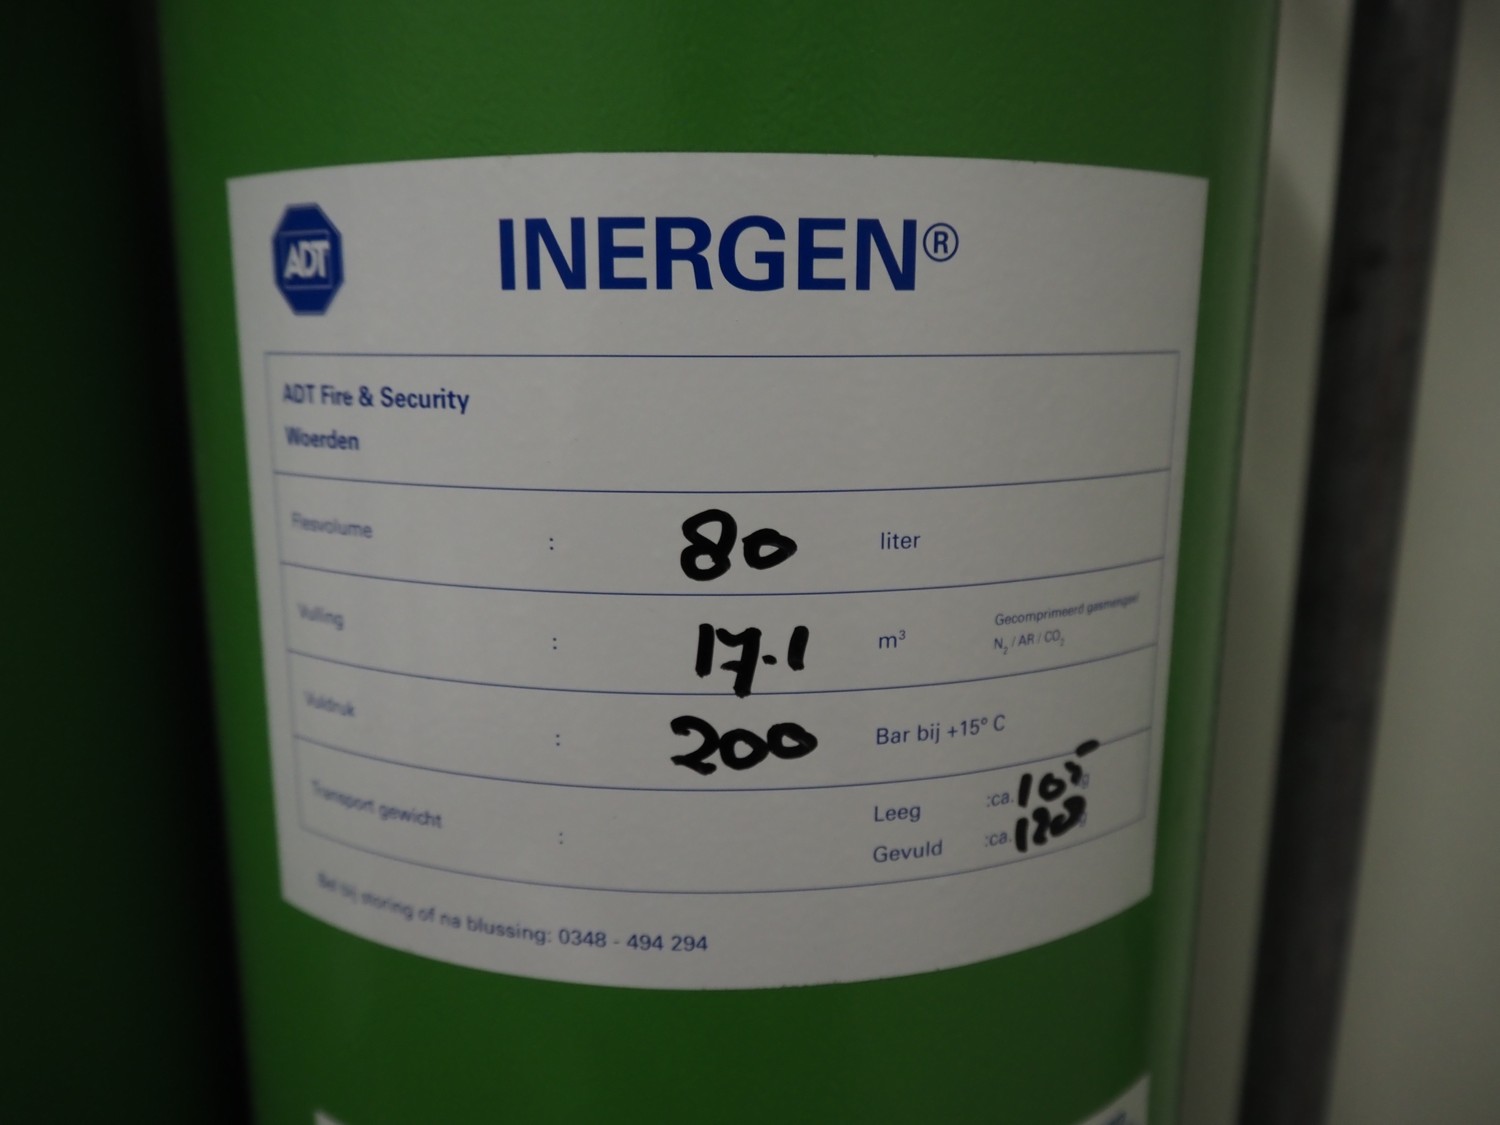 ADT
INERGEN®
ADT Fire & Security
Woerden
Flesvolume : 80 liter
Vulling : 17.1 m³ Gecomprimeerd gasmengsel
N₂ / AR / CO₂
Vuldruk : 200 Bar bij +15° C
Transport gewicht : Leeg :ca. 105
Gevuld :ca. 128
Bel bij storing of na blussing: 0348 - 494 294